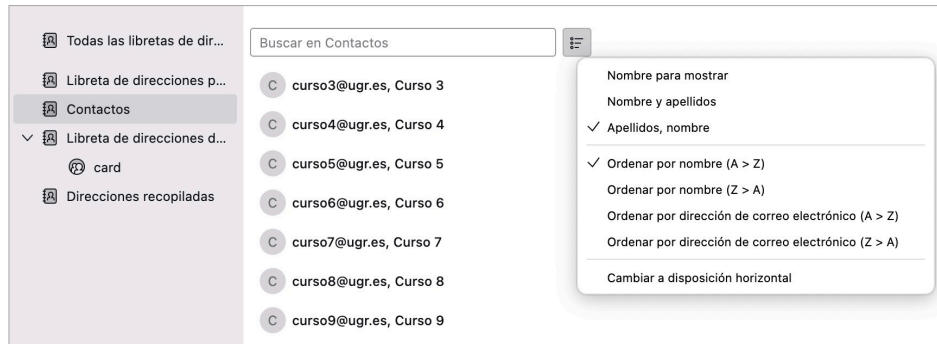 Todas las libretas de dir...
Libreta de direcciones p...
Contactos
Libreta de direcciones d...
card
Direcciones recopiladas
Buscar en Contactos
C curso3@ugr.es, Curso 3
C curso4@ugr.es, Curso 4
C curso5@ugr.es, Curso 5
C curso6@ugr.es, Curso 6
C curso7@ugr.es, Curso 7
C curso8@ugr.es, Curso 8
C curso9@ugr.es, Curso 9
Nombre para mostrar
Nombre y apellidos
Apellidos, nombre
Ordenar por nombre (A > Z)
Ordenar por nombre (Z > A)
Ordenar por dirección de correo electrónico (A > Z)
Ordenar por dirección de correo electrónico (Z > A)
Cambiar a disposición horizontal